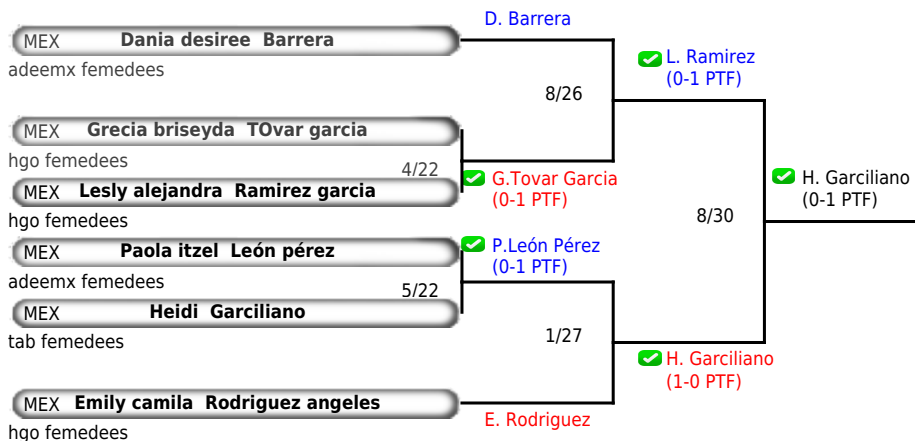 D. Barrera
MEX Dania desiree Barrera
adeemx femedees
L. Ramirez
(0-1 PTF)
8/26
MEX Grecia briseyda TOvar garcia
hgo femedees
4/22
G.Tovar Garcia
(0-1 PTF)
H. Garciliano
(0-1 PTF)
MEX Lesly alejandra Ramirez garcia
hgo femedees
8/30
MEX Paola itzel León pérez
adeemx femedees
P.León Pérez
(0-1 PTF)
5/22
MEX Heidi Garciliano
tab femedees
1/27
H. Garciliano
(1-0 PTF)
MEX Emily camila Rodriguez angeles
hgo femedees
E. Rodriguez